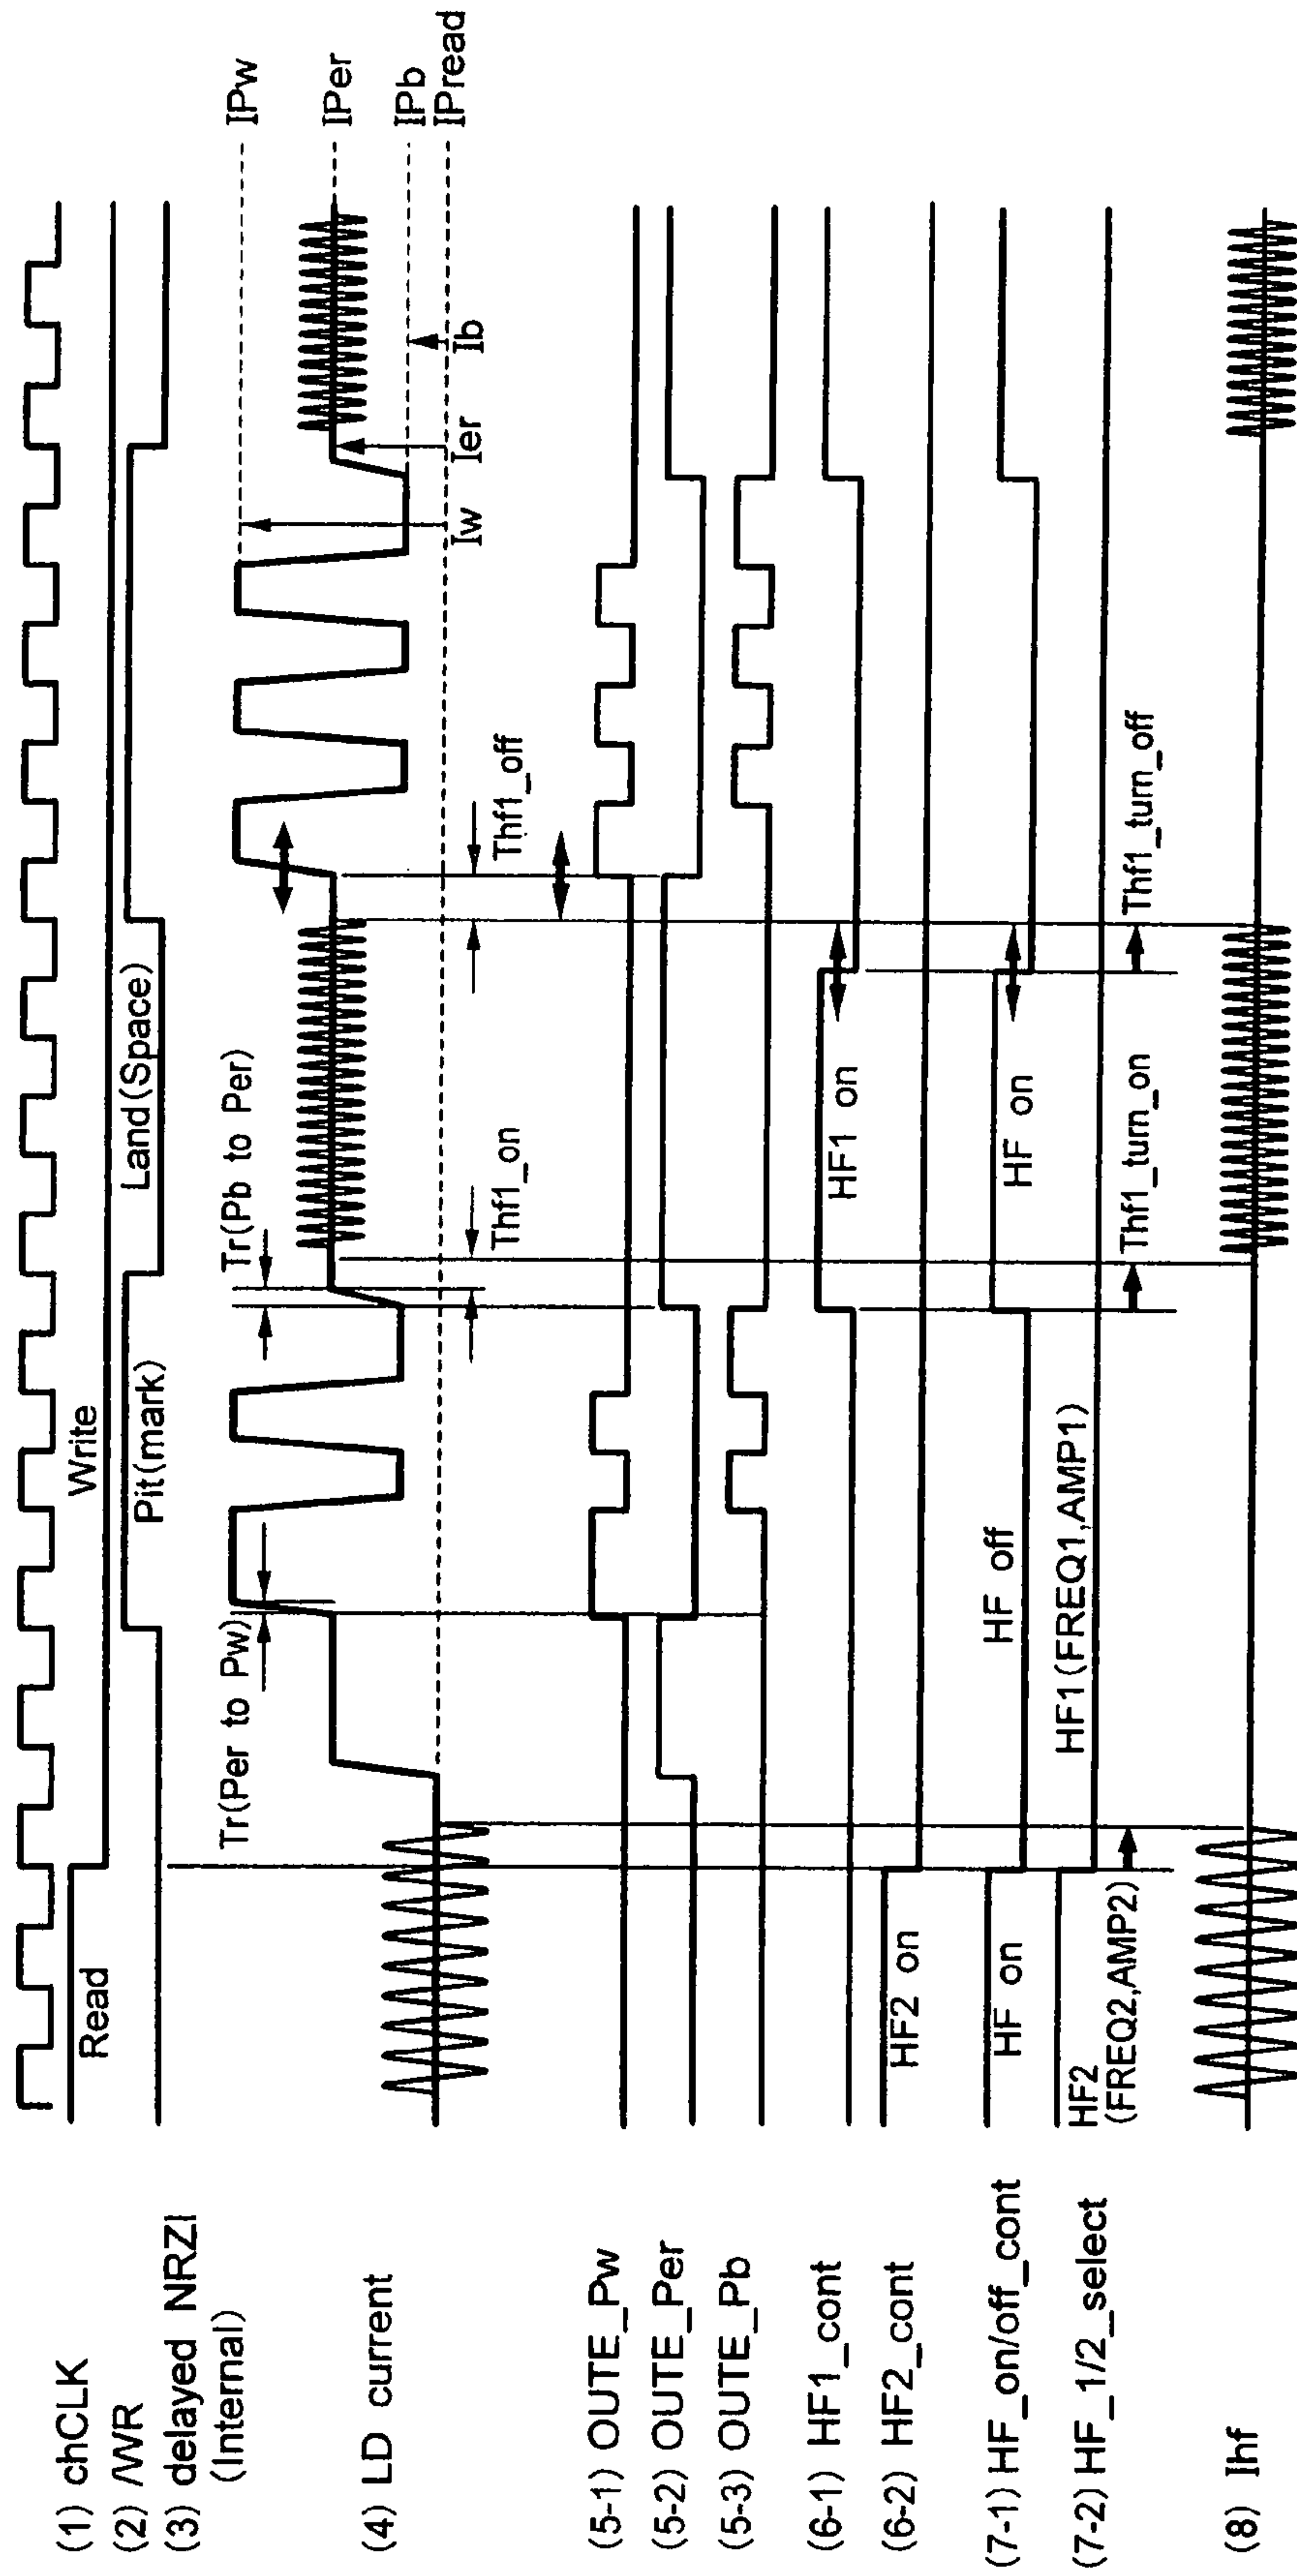 (1) chCLK
(2) /WR
Read
Write
(3) delayed NRZI
(Internal)
Pit(mark)
Land(Space)
Tr(Per to Pw)
Tr(Pb to Per)
IPw
IPer
IPb
IPread
(4) LD current
Iw
Ier
Ib
Thf1_on
Thf1_off
(5-1) OUTE_Pw
(5-2) OUTE_Per
(5-3) OUTE_Pb
(6-1) HF1_cont
HF1 on
(6-2) HF2_cont
HF2 on
(7-1) HF_on/off_cont
HF on
HF off
HF on
(7-2) HF_1/2_select
HF2
(FREQ2,AMP2)
HF1(FREQ1,AMP1)
Thf1_turn_on
Thf1_turn_off
(8) Ihf